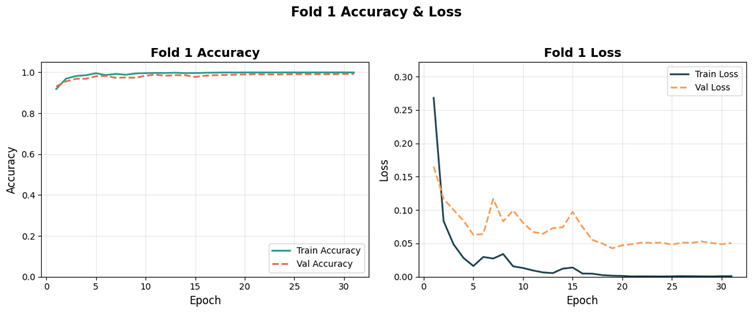 Fold 1 Accuracy & Loss
Fold 1 Accuracy
1.0
0.8
0.6
0.4
0.2
0.0
Accuracy
0 5 10 15 20 25 30
Epoch
Train Accuracy
Val Accuracy
Fold 1 Loss
0.30
0.25
0.20
0.15
0.10
0.05
0.00
Loss
0 5 10 15 20 25 30
Epoch
Train Loss
Val Loss